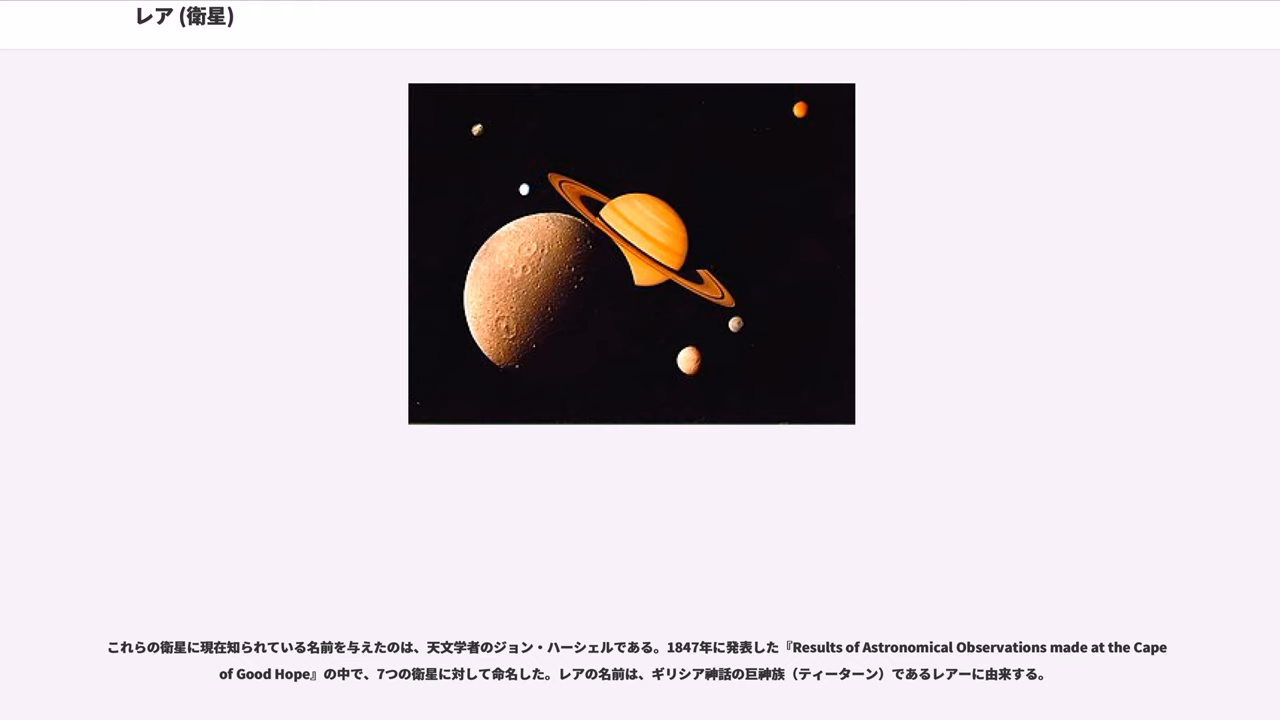 レア (衛星)
これらの衛星に現在知られている名前を与えたのは、天文学者のジョン・ハーシェルである。1847年に発表した『Results of Astronomical Observations made at the Cape
of Good Hope』の中で、7つの衛星に対して命名した。レアの名前は、ギリシア神話の巨神族（ティーターン）であるレアーに由来する。